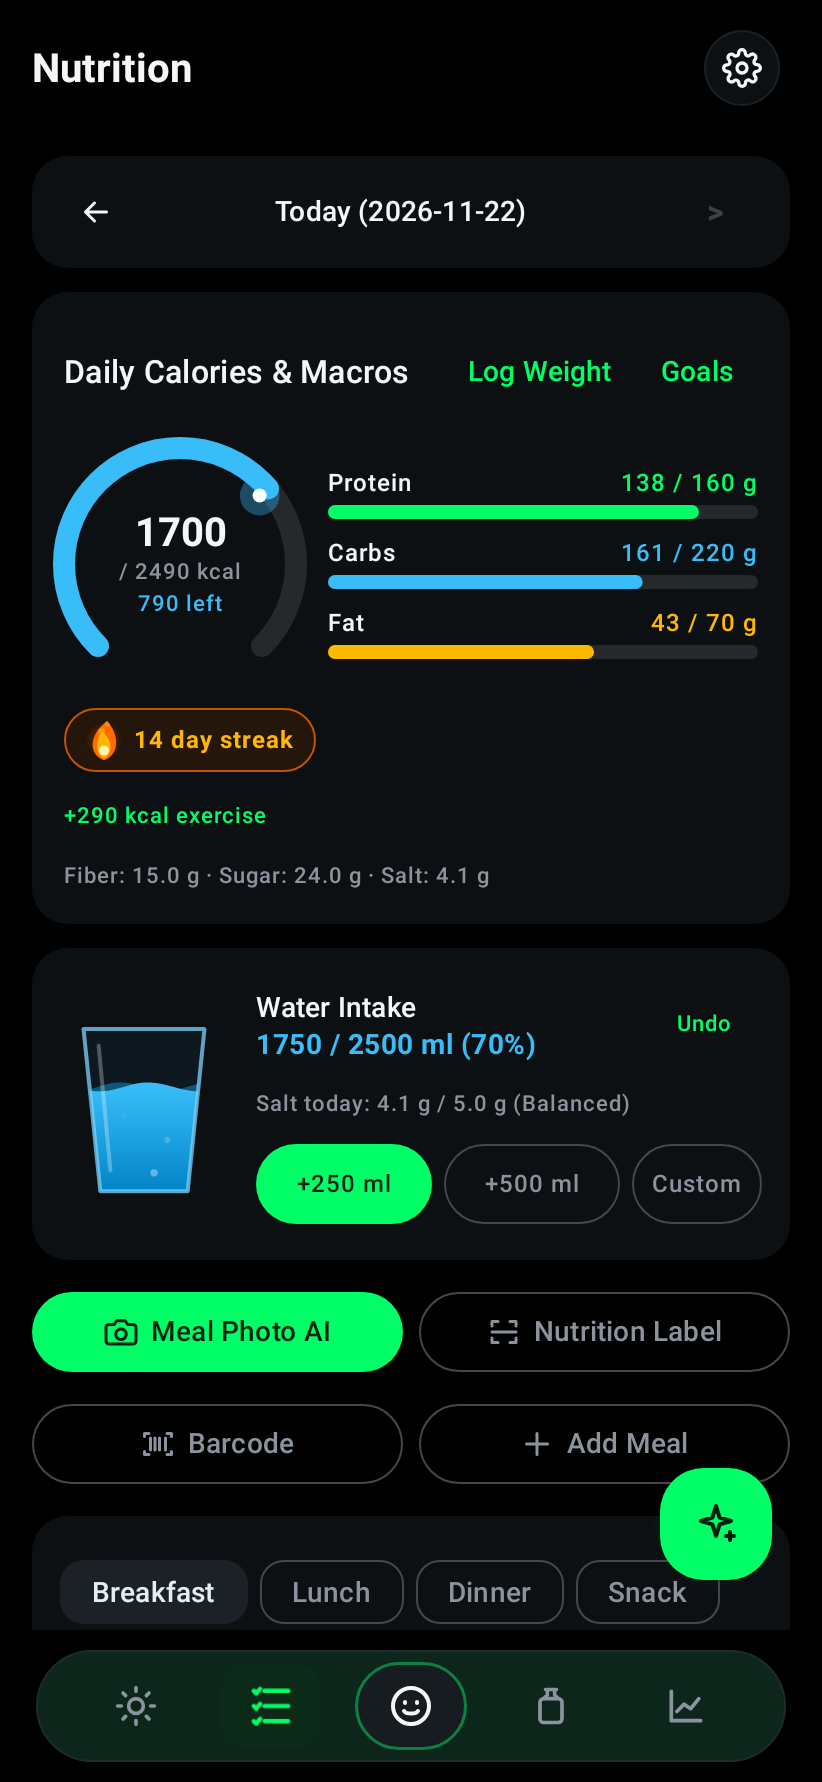 Nutrition
Today (2026-11-22) >
Daily Calories & Macros Log Weight Goals
1700
/ 2490 kcal
790 left
Protein 138 / 160 g
Carbs 161 / 220 g
Fat 43 / 70 g
14 day streak
+290 kcal exercise
Fiber: 15.0 g · Sugar: 24.0 g · Salt: 4.1 g
Water Intake
1750 / 2500 ml (70%)
Undo
Salt today: 4.1 g / 5.0 g (Balanced)
+250 ml +500 ml Custom
Meal Photo AI Nutrition Label
Barcode Add Meal
Breakfast Lunch Dinner Snack